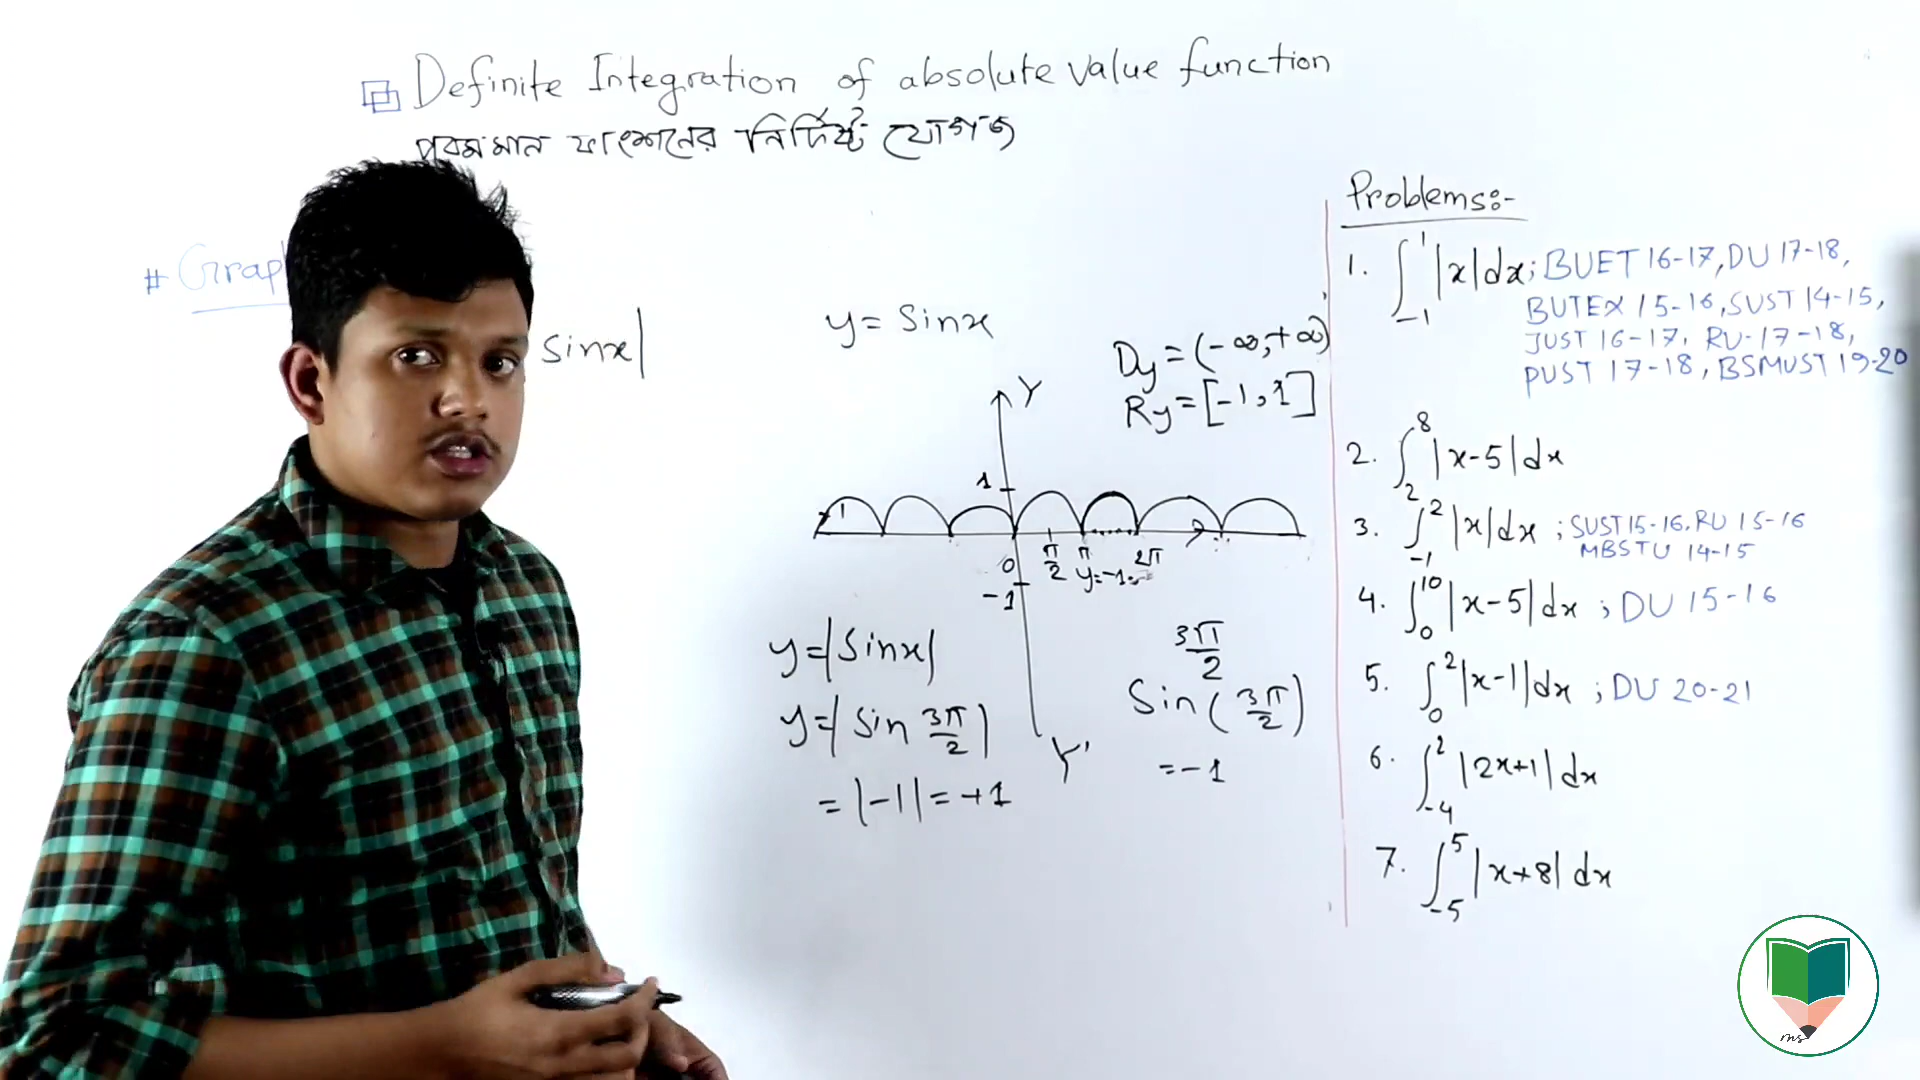 Definite Integration of absolute value function
পরমমান ফাংশনের নির্দিষ্ট যোগজ
# Grap
sinx|
y= Sinx
Dy = (-∞,+∞)
Ry = [-1, 1]
Y
1
0
π/2
π
2π
y=-1
-1
Y'
y=|Sinx|
y=|Sin 3π/2|
= |-1| = +1
3π/2
Sin(3π/2)
= -1
Problems:-
1. ∫_{-1}^{1} |x|dx; BUET 16-17, DU 17-18,
BUTEX 15-16, SUST 14-15,
JUST 16-17, RU-17-18,
PUST 17-18, BSMUST 19-20
2. ∫_{2}^{8} |x-5|dx
3. ∫_{-1}^{2} |x|dx ; SUST 15-16, RU 15-16
MBSTU 14-15
4. ∫_{0}^{10} |x-5|dx ; DU 15-16
5. ∫_{0}^{2} |x-1|dx ; DU 20-21
6. ∫_{-4}^{2} |2x+1|dx
7. ∫_{-5}^{5} |x+8|dx
ms